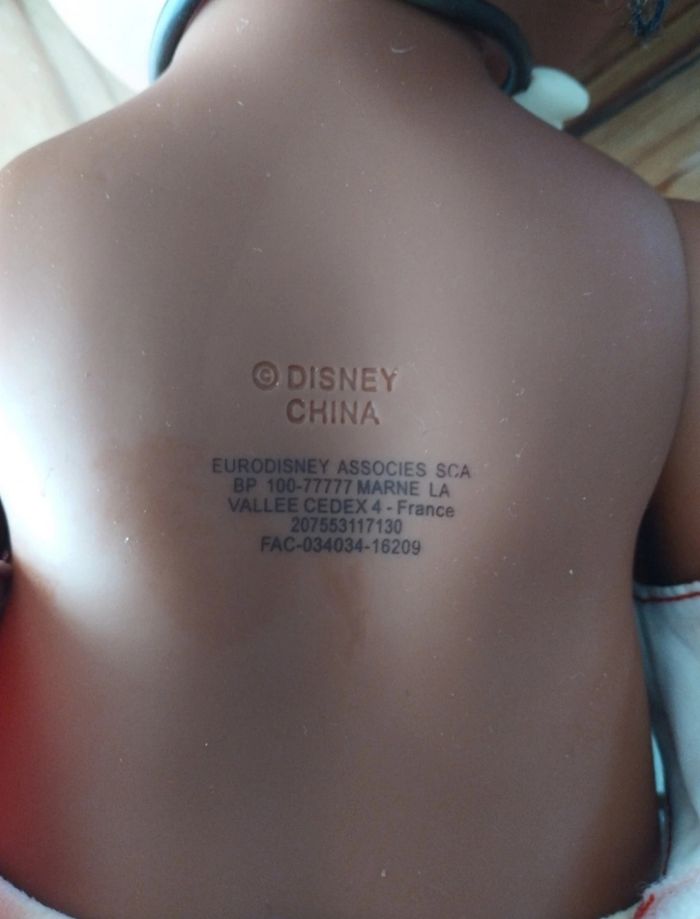 © DISNEY
CHINA
EURODISNEY ASSOCIES SCA
BP 100-77777 MARNE LA
VALLEE CEDEX 4 - France
207553117130
FAC-034034-16209